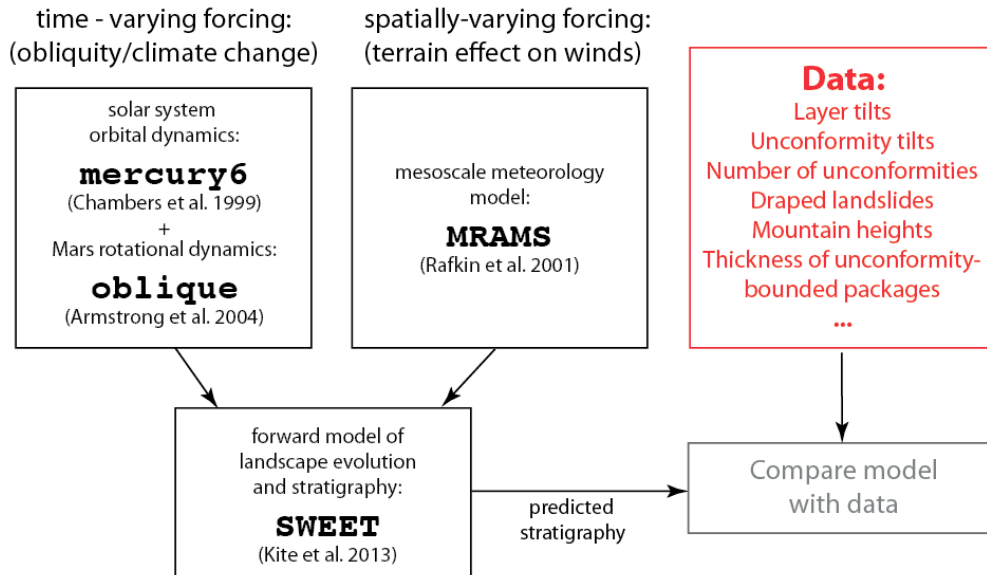 time - varying forcing:
(obliquity/climate change)
solar system
orbital dynamics:
mercury6
(Chambers et al. 1999)
+
Mars rotational dynamics:
oblique
(Armstrong et al. 2004)
spatially-varying forcing:
(terrain effect on winds)
mesoscale meteorology
model:
MRAMS
(Rafkin et al. 2001)
Data:
Layer tilts
Unconformity tilts
Number of unconformities
Draped landslides
Mountain heights
Thickness of unconformity-
bounded packages
...
forward model of
landscape evolution
and stratigraphy:
SWEET
(Kite et al. 2013)
predicted
stratigraphy
Compare model
with data